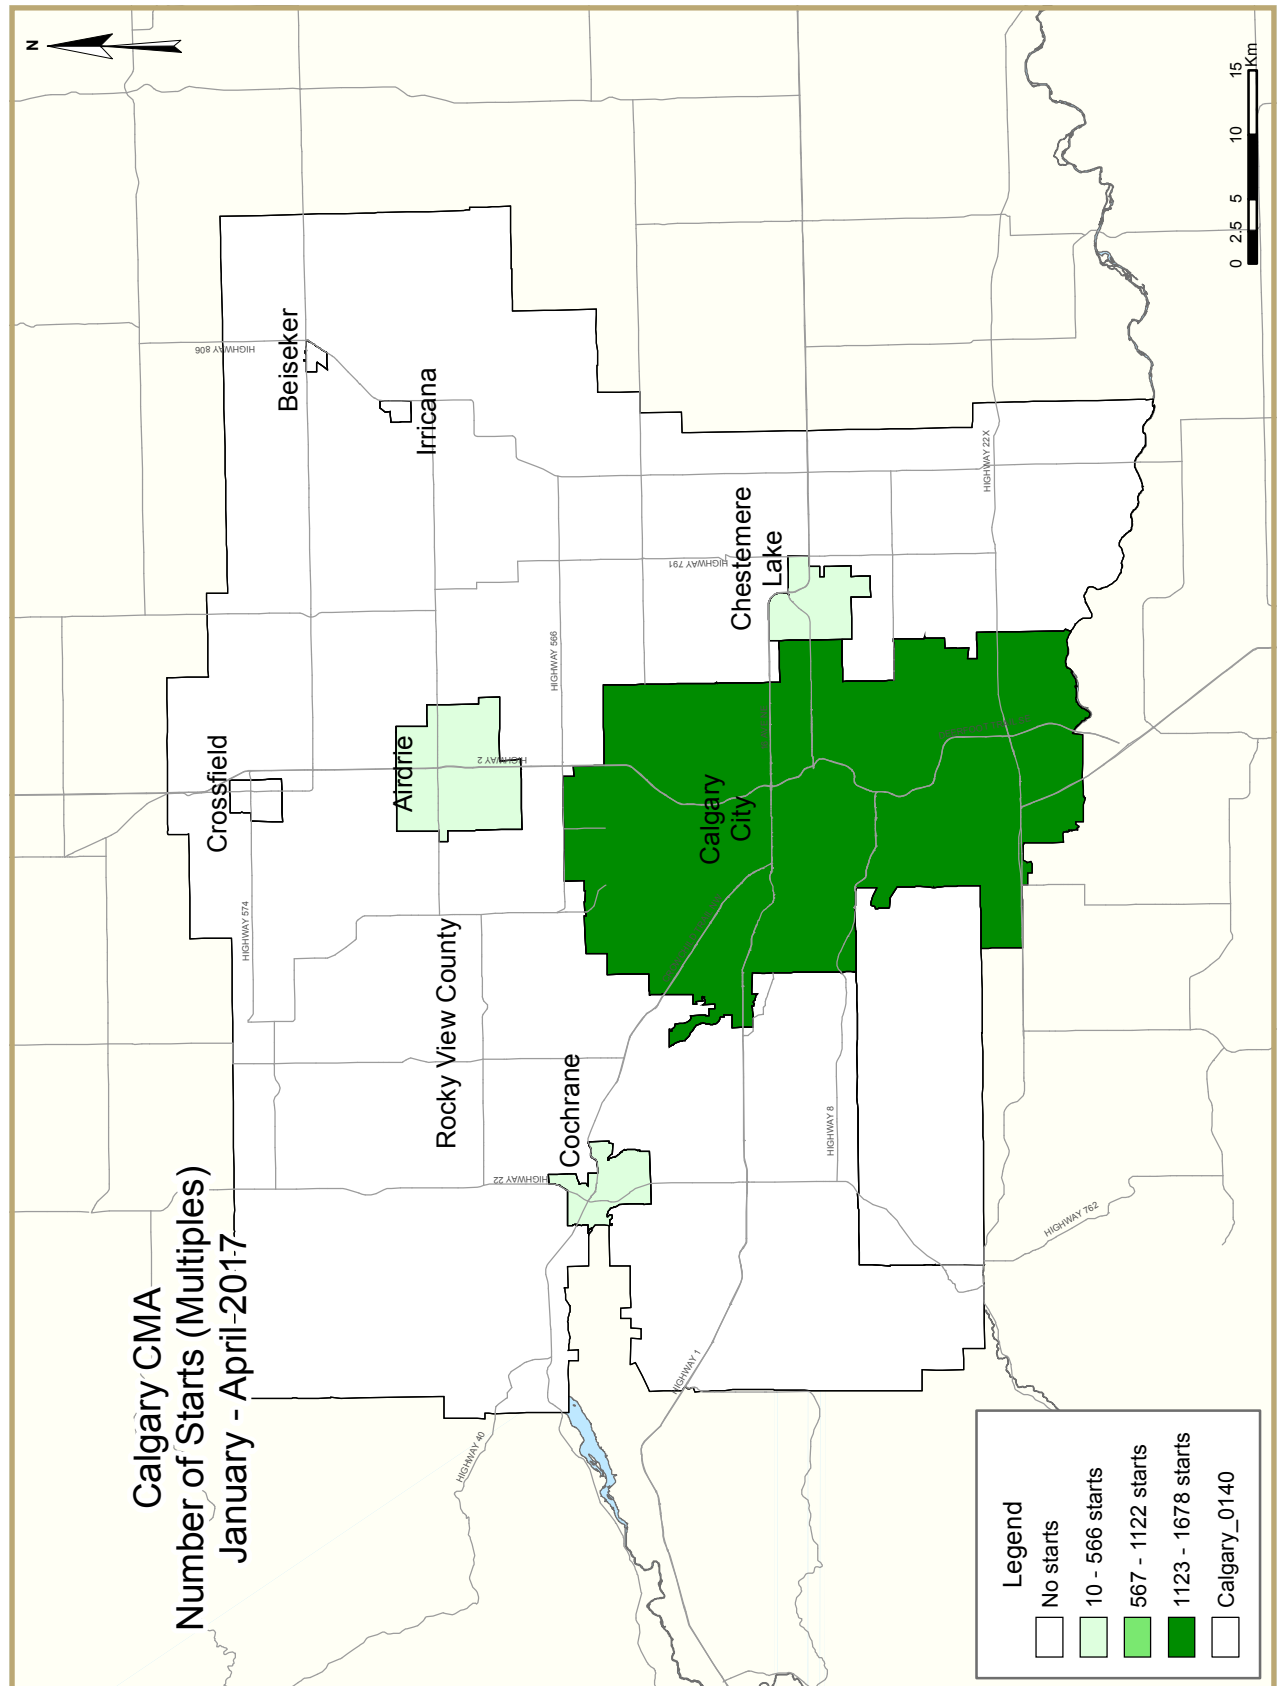 Calgary CMA
Number of Starts (Multiples)
January - April 2017
N
Beiseker
HIGHWAY 806
Irricana
Crossfield
HIGHWAY 574
Airdrie
HIGHWAY 2
HIGHWAY 566
Rocky View County
Cochrane
HIGHWAY 22
HIGHWAY 40
HIGHWAY 1
Calgary
City
Chestemere
Lake
HIGHWAY 791
HIGHWAY 8
HIGHWAY 22X
HIGHWAY 762
Legend
No starts
10 - 566 starts
567 - 1122 starts
1123 - 1678 starts
Calgary_0140
0 2.5 5 10 15
Km